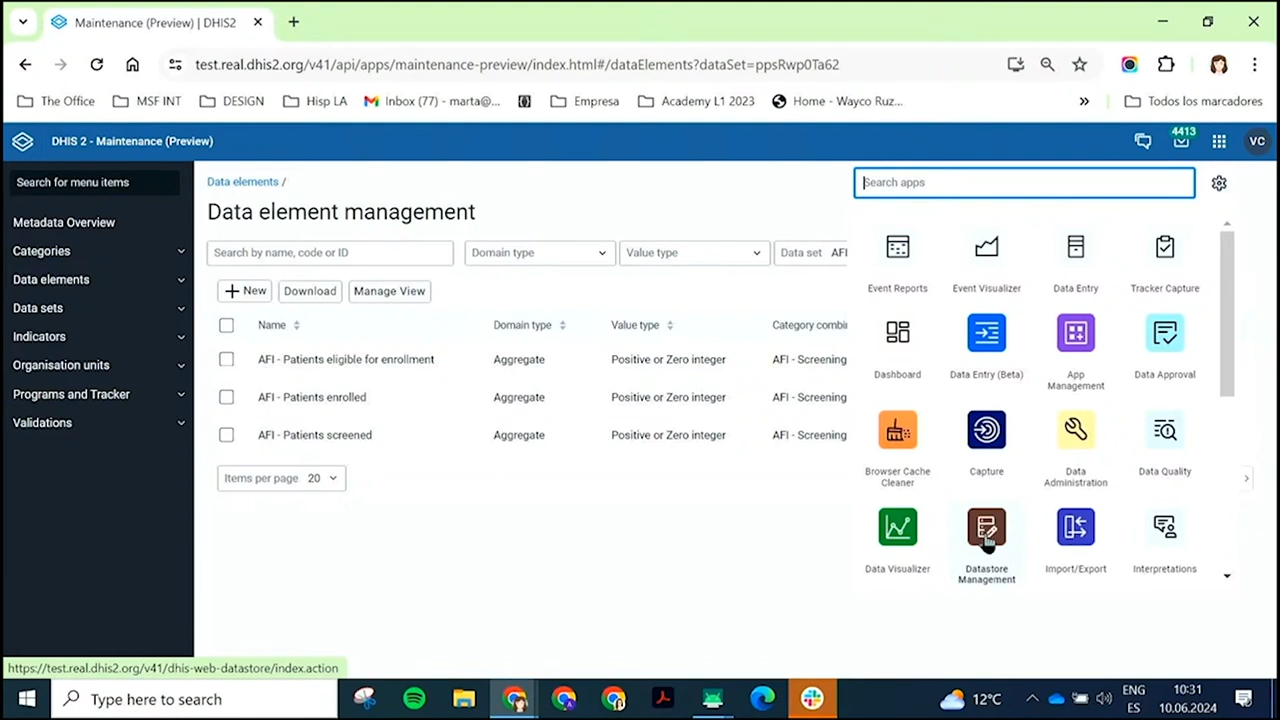 Maintenance (Preview) | DHIS2
test.real.dhis2.org/v41/api/apps/maintenance-preview/index.html#/dataElements?dataSet=ppsRwp0Ta62
The Office MSF INT DESIGN Hisp LA Inbox (77) - marta@... Empresa Academy L1 2023 Home - Wayco Ruz... » Todos los marcadores
DHIS 2 - Maintenance (Preview) 4413 VC
Search for menu items
Metadata Overview
Categories
Data elements
Data sets
Indicators
Organisation units
Programs and Tracker
Validations
Data elements /
Data element management
Search by name, code or ID Domain type Value type Data set AFI
New Download Manage View
Name Domain type Value type Category combin
AFI - Patients eligible for enrollment Aggregate Positive or Zero integer AFI - Screening
AFI - Patients enrolled Aggregate Positive or Zero integer AFI - Screening
AFI - Patients screened Aggregate Positive or Zero integer AFI - Screening
Items per page 20
Search apps
Event Reports Event Visualizer Data Entry Tracker Capture
Dashboard Data Entry (Beta) App Management Data Approval
Browser Cache Cleaner Capture Data Administration Data Quality
Data Visualizer Datastore Management Import/Export Interpretations
https://test.real.dhis2.org/v41/dhis-web-datastore/index.action
Type here to search 12°C ENG 10:31
ES 10.06.2024